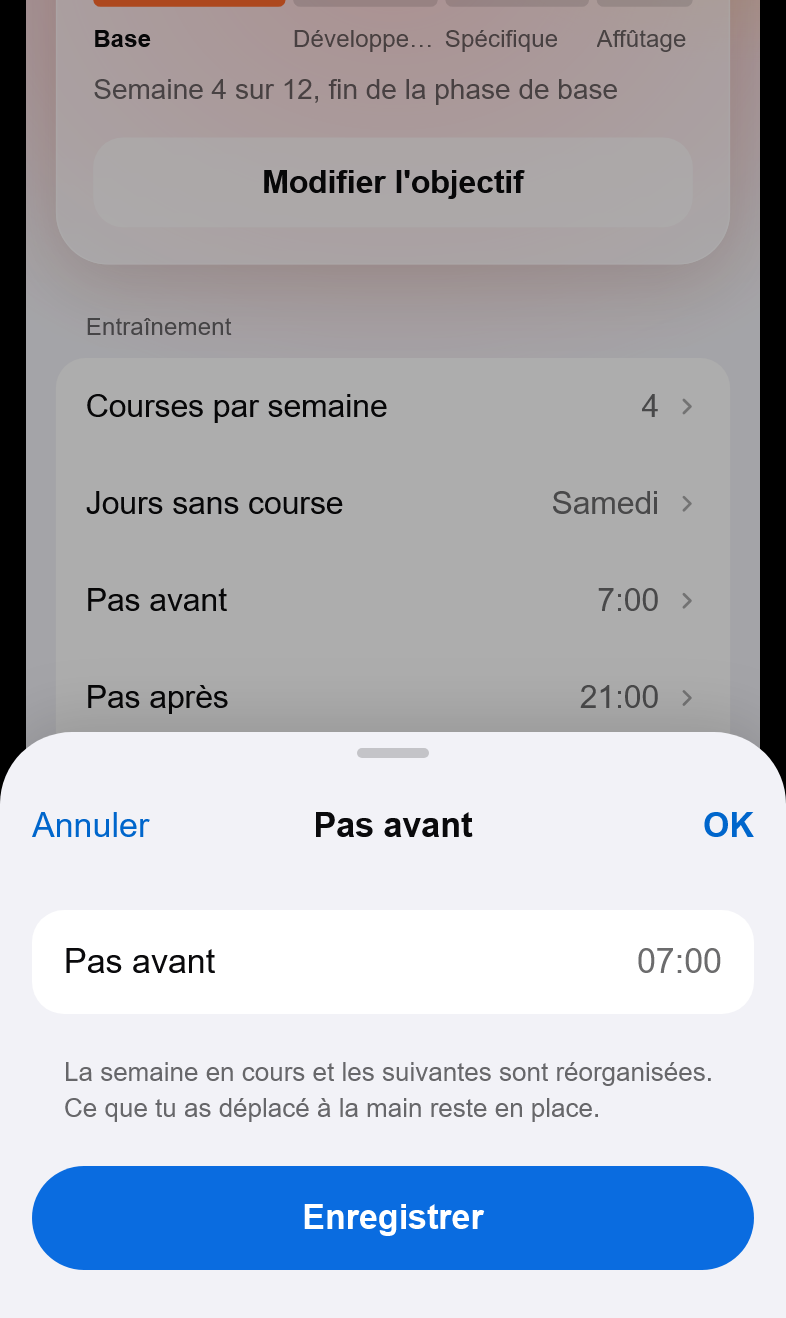 Base
Développe…
Spécifique
Affûtage
Semaine 4 sur 12, fin de la phase de base
Modifier l'objectif
Entraînement
Courses par semaine 4
Jours sans course Samedi
Pas avant 7:00
Pas après 21:00
Annuler Pas avant OK
Pas avant 07:00
La semaine en cours et les suivantes sont réorganisées.
Ce que tu as déplacé à la main reste en place.
Enregistrer